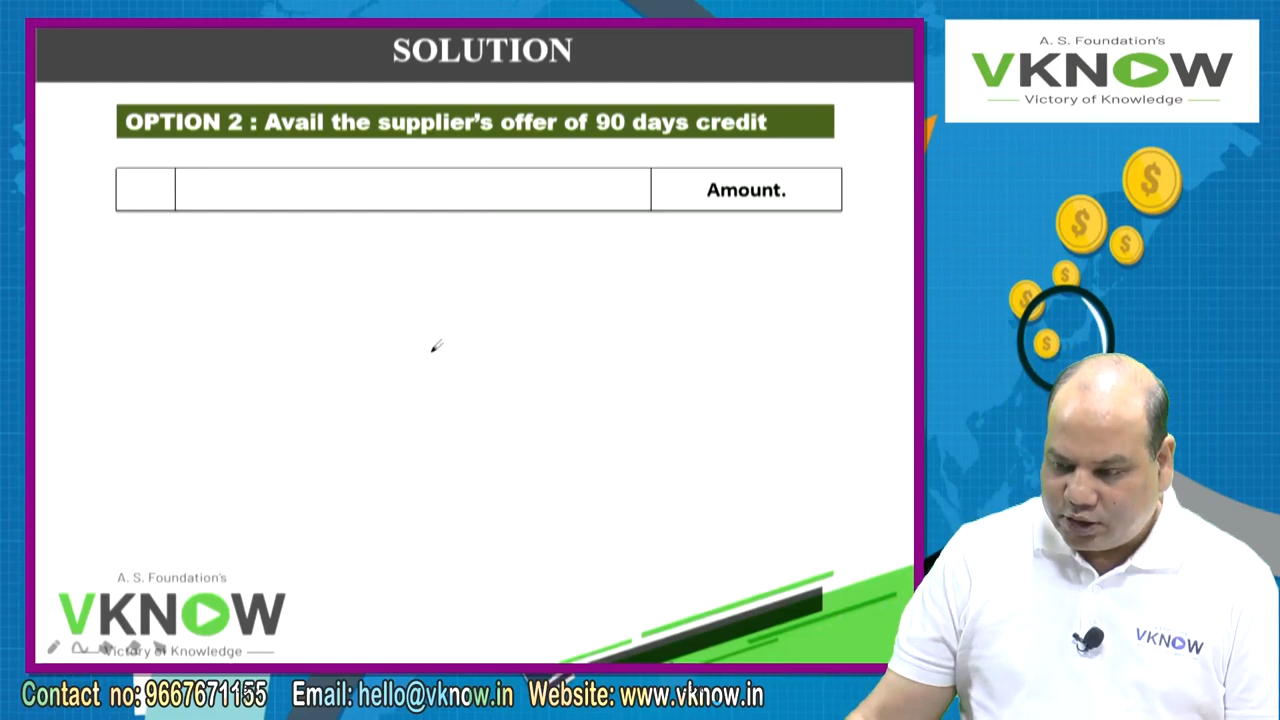 SOLUTION
OPTION 2 : Avail the supplier's offer of 90 days credit
Amount.
A. S. Foundation's
VKNOW
Victory of Knowledge
A. S. Foundation's
VKNOW
Victory of Knowledge
VKNOW
Contact no: 9667671155 Email: hello@vknow.in Website: www.vknow.in